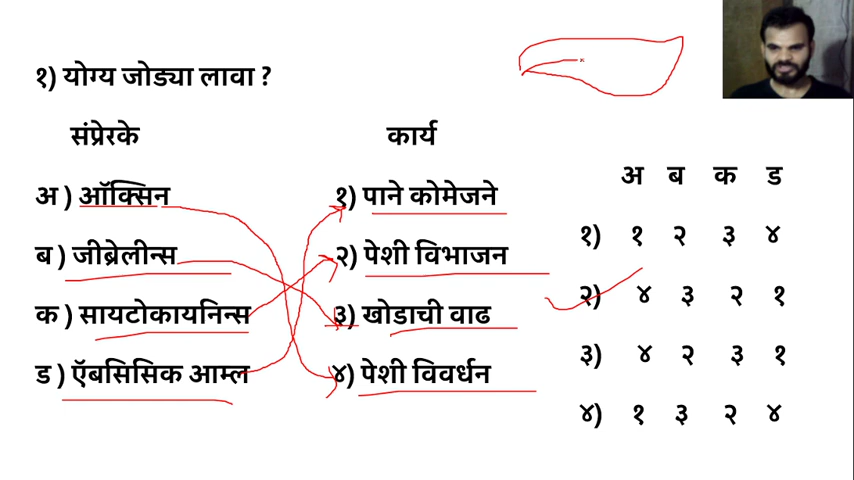 १) योग्य जोड्या लावा ?
संप्रेरके कार्य
अ ) ऑक्सिन १) पाने कोमेजने
ब ) जीब्रेलीन्स २) पेशी विभाजन
क ) सायटोकायनिन्स ३) खोडाची वाढ
ड ) ऍबसिसिक आम्ल ४) पेशी विवर्धन
अ ब क ड
१) १ २ ३ ४
२) ४ ३ २ १
३) ४ २ ३ १
४) १ ३ २ ४